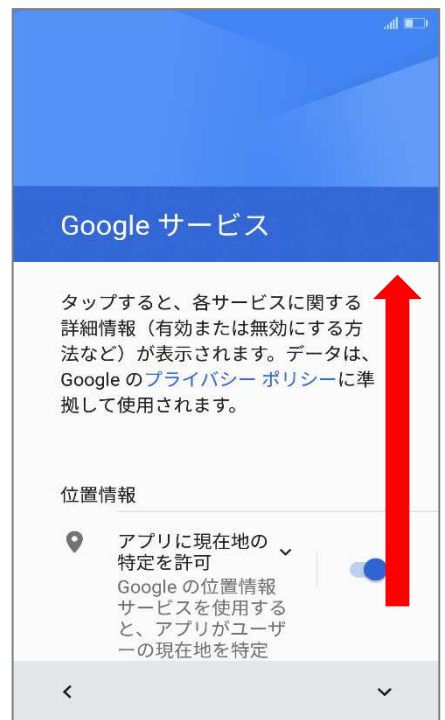 Google サービス
タップすると、各サービスに関する
詳細情報（有効または無効にする方
法など）が表示されます。データは、
Google のプライバシー ポリシーに準
拠して使用されます。
位置情報
アプリに現在地の
特定を許可
Google の位置情報
サービスを使用する
と、アプリがユーザ
ーの現在地を特定